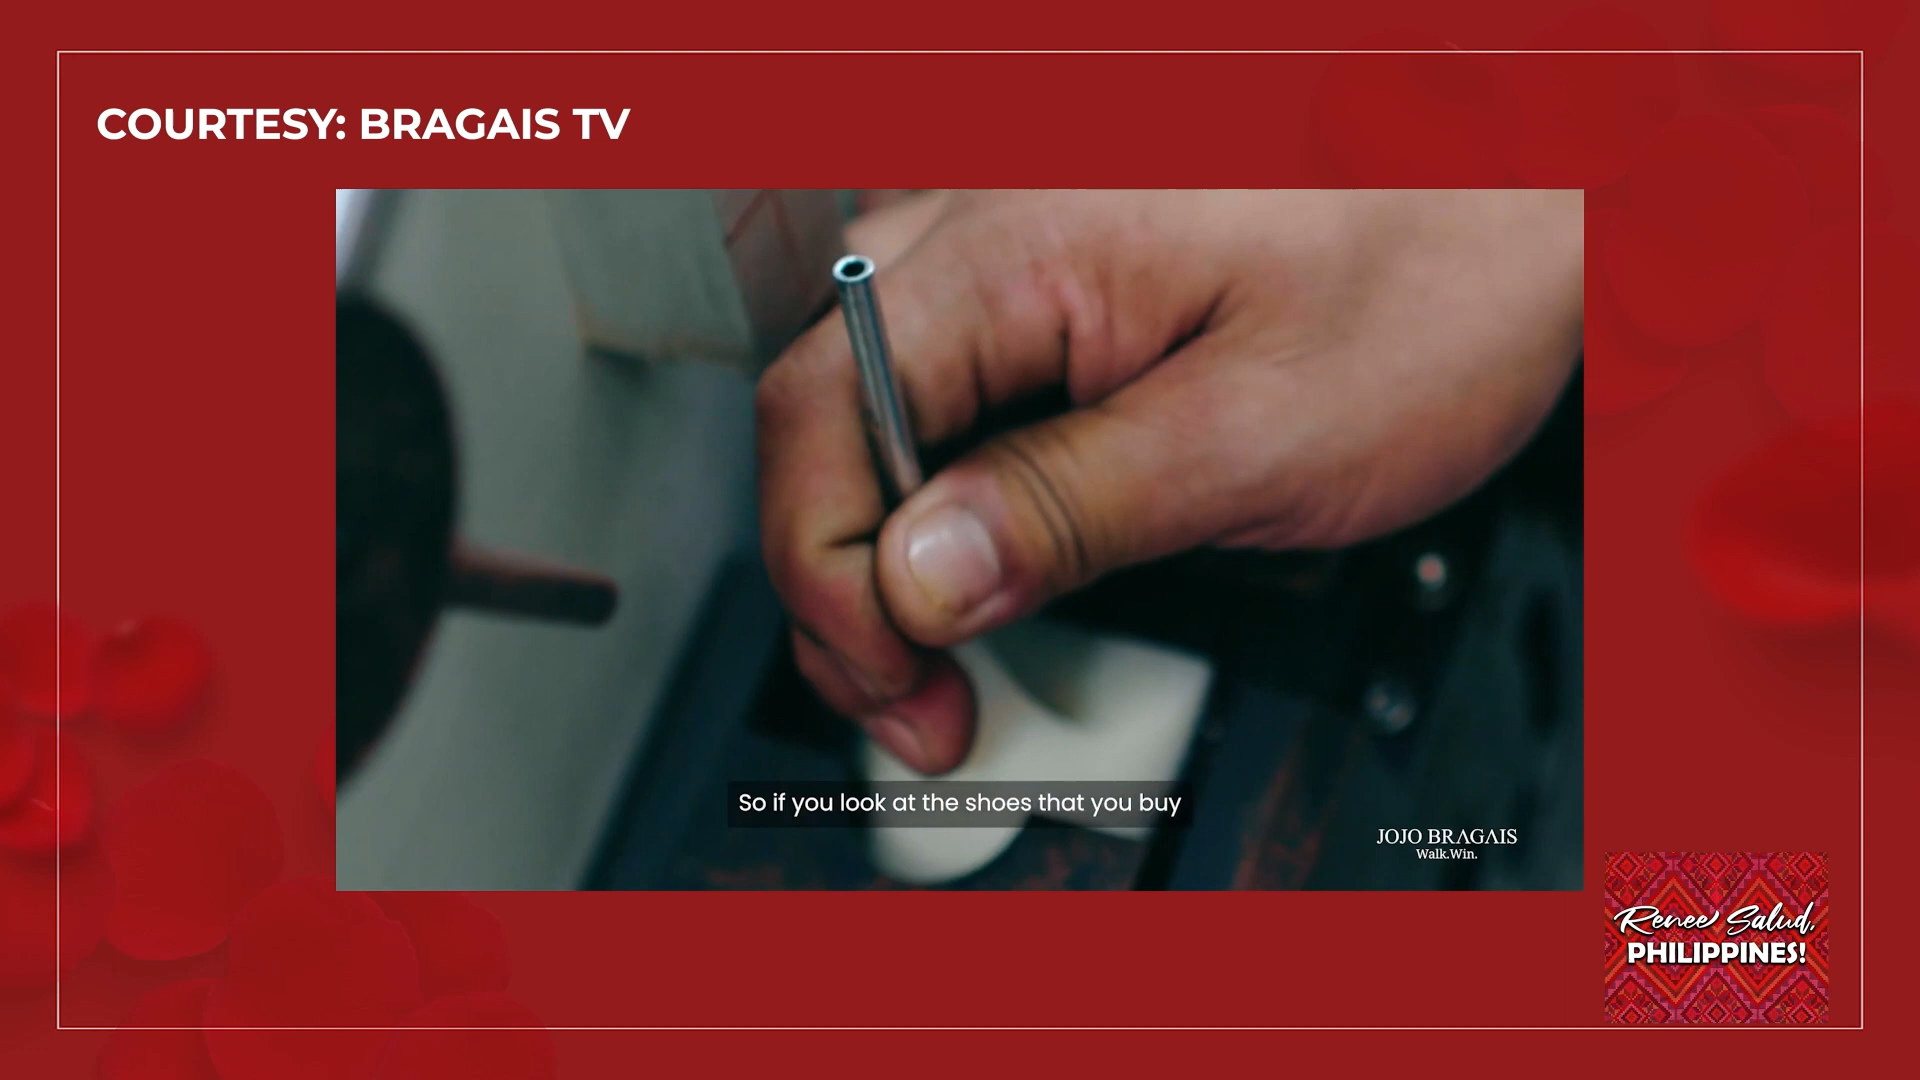 COURTESY: BRAGAIS TV
So if you look at the shoes that you buy
JOJO BRAGAIS
Walk.Win.
Renee Salud,
PHILIPPINES!